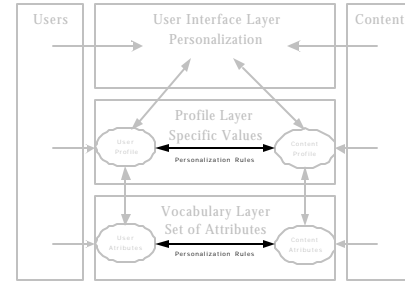 Users
User Interface Layer
Personalization
Content
Profile Layer
Specific Values
User
Profile
Content
Profile
Personalization Rules
Vocabulary Layer
Set of Attributes
User
Attributes
Content
Attributes
Personalization Rules